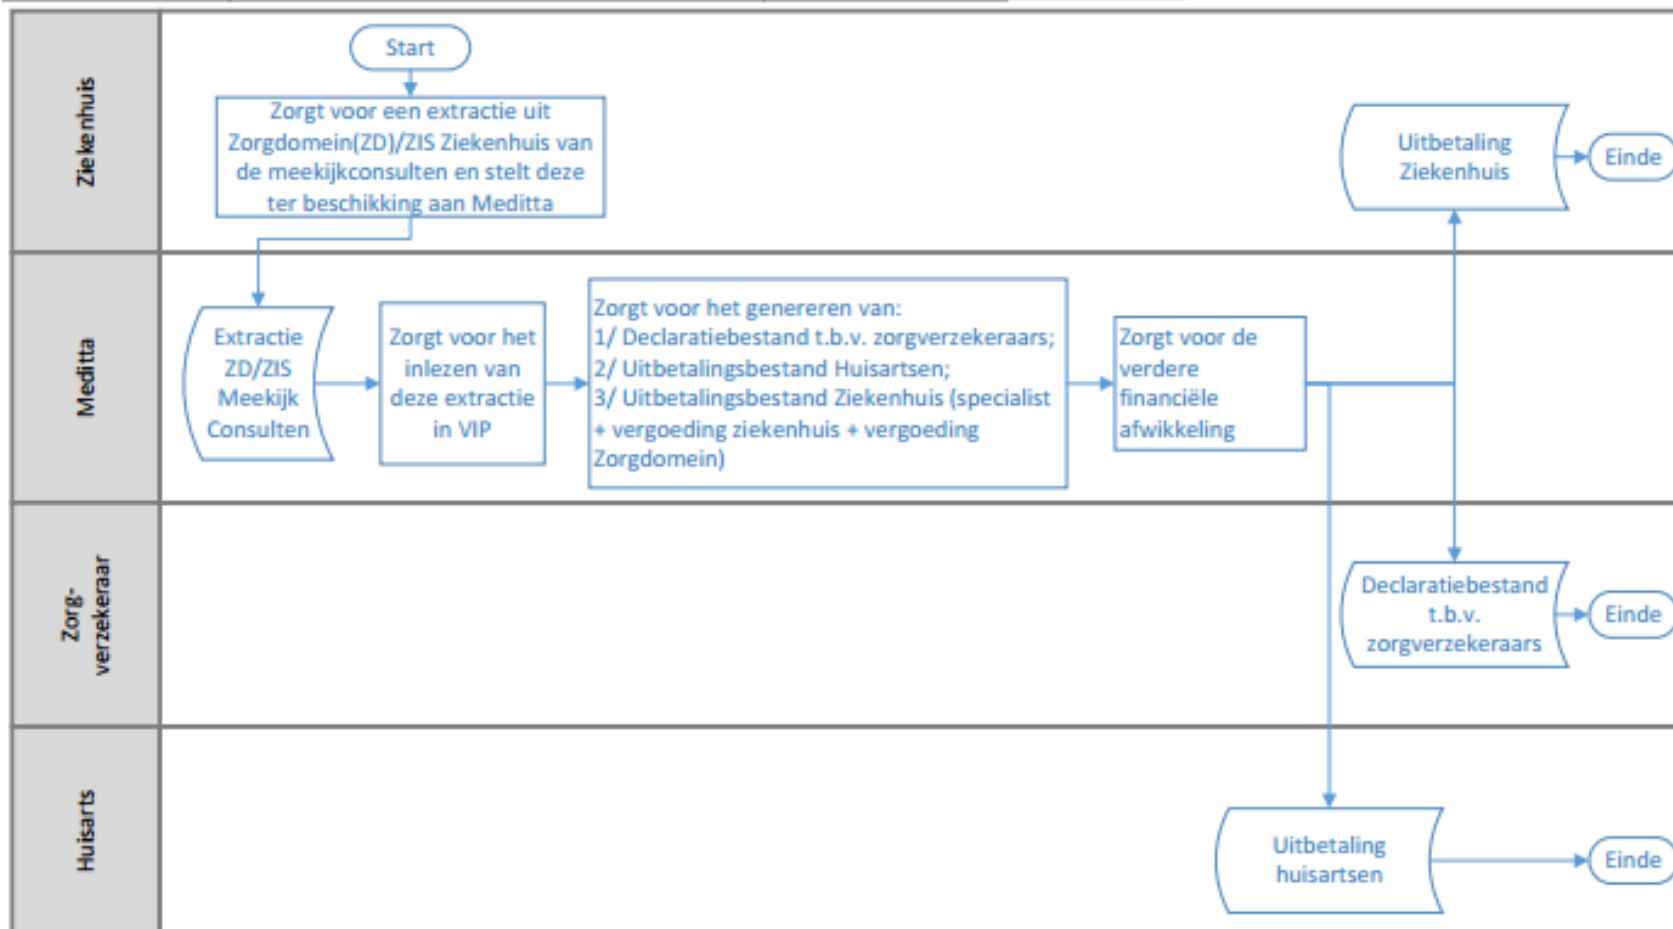 Ziekenhuis
Start
Zorgt voor een extractie uit
Zorgdomein(ZD)/ZIS Ziekenhuis van
de meekijkconsulten en stelt deze
ter beschikking aan Meditta
Uitbetaling
Ziekenhuis
Einde
Meditta
Extractie
ZD/ZIS
Meekijk
Consulten
Zorgt voor het
inlezen van
deze extractie
in VIP
Zorgt voor het genereren van:
1/ Declaratiebestand t.b.v. zorgverzekeraars;
2/ Uitbetalingsbestand Huisartsen;
3/ Uitbetalingsbestand Ziekenhuis (specialist
+ vergoeding ziekenhuis + vergoeding
Zorgdomein)
Zorgt voor de
verdere
financiële
afwikkeling
Zorg-
verzekeraar
Declaratiebestand
t.b.v.
zorgverzekeraars
Einde
Huisarts
Uitbetaling
huisartsen
Einde